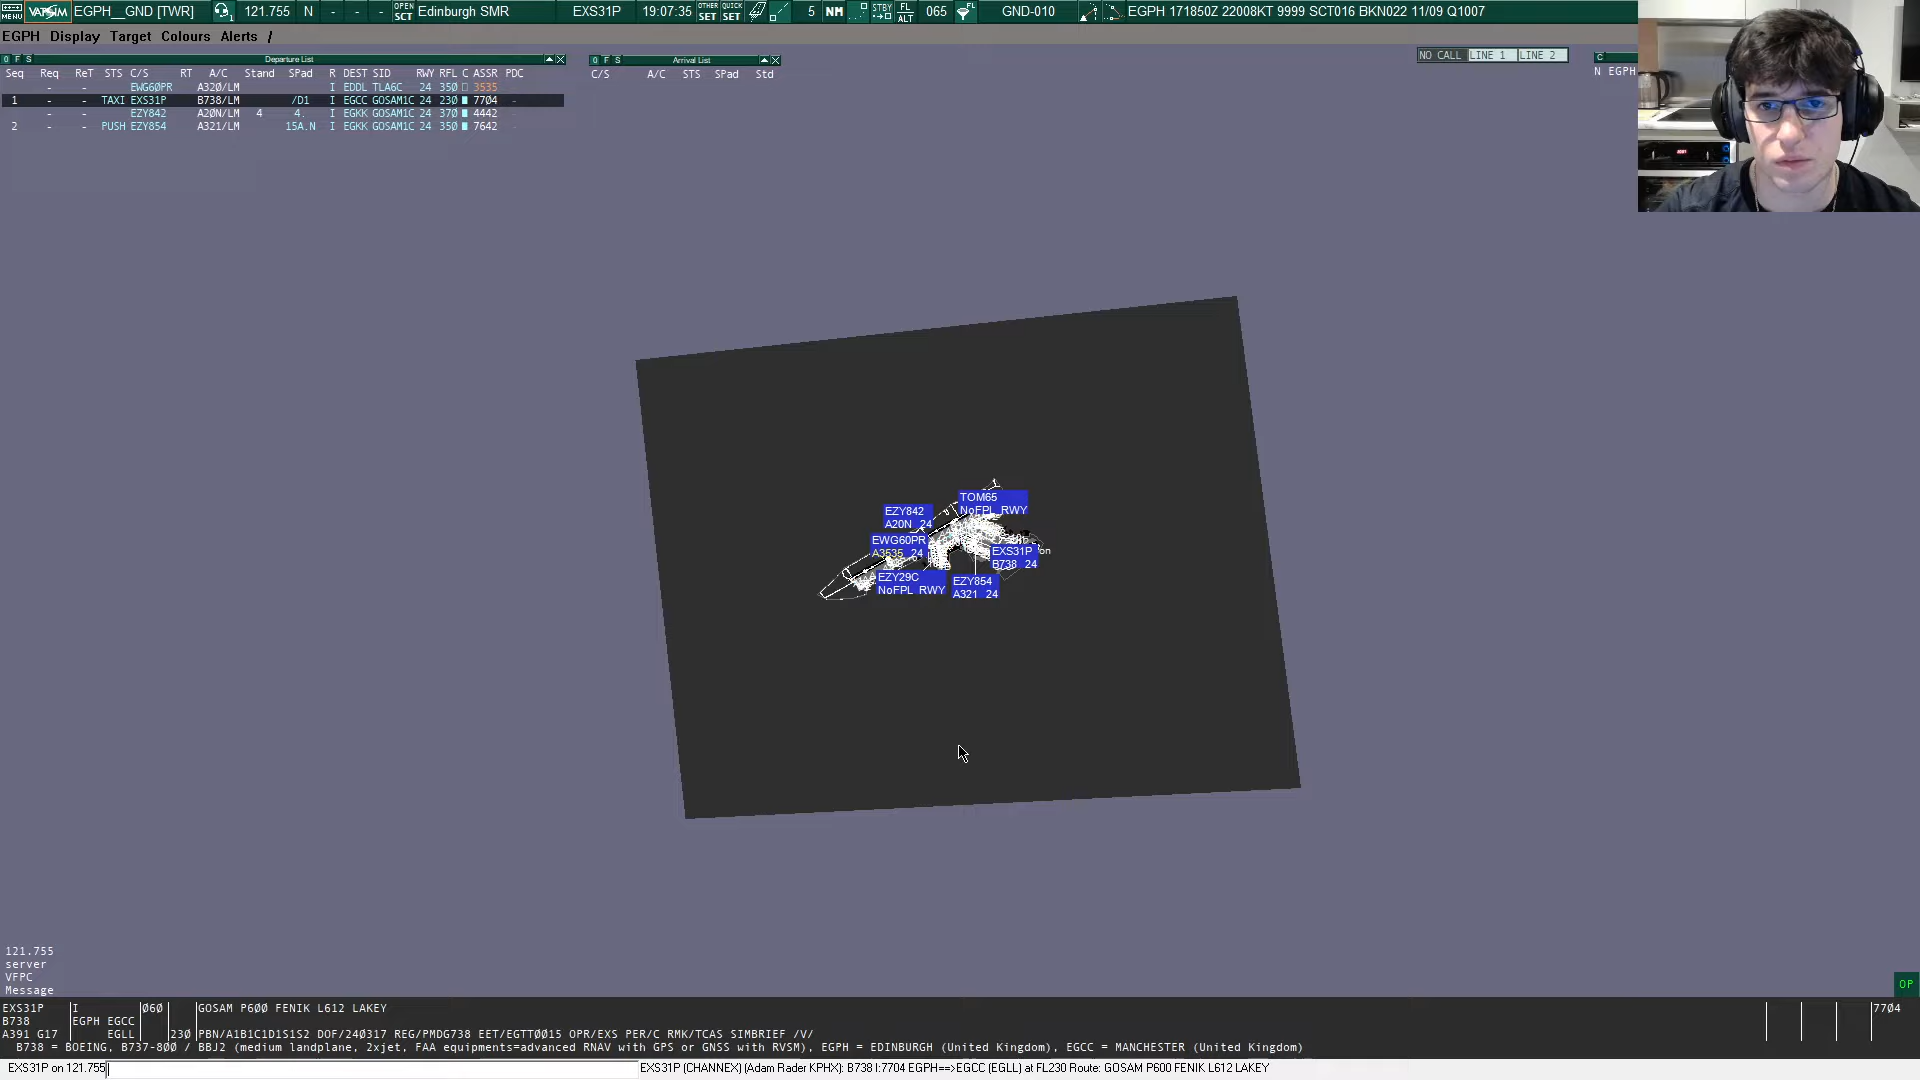 MENU VATSIM EGPH__GND [TWR] 1 121.755 N - - - OPEN SCT Edinburgh SMR EXS31P 19:07:35 OTHER SET QUICK SET 5 NM STBY FL ALT 065 GND-010 EGPH 171850Z 22008KT 9999 SCT016 BKN022 11/09 Q1007
EGPH Display Target Colours Alerts /
O F S Departure List
Seq Req ReT STS C/S RT A/C Stand SPad R DEST SID RWY RFL C ASSR PDC
- - EWG60PR A320/LM I EDDL TLA6C 24 350 3535
1 - - TAXI EXS31P B738/LM /D1 I EGCC GOSAM1C 24 230 7704 -
- - EZY842 A20N/LM 4 4. I EGKK GOSAM1C 24 370 4442
2 - - PUSH EZY854 A321/LM 15A.N I EGKK GOSAM1C 24 350 7642
O F S Arrival List
C/S A/C STS SPad Std
NO CALL LINE 1 LINE 2
C
N EGPH
TOM65
NoFPL RWY
EZY842
A20N 24
EWG60PR
A3535 24
EXS31P
B738 24
EZY29C
NoFPL RWY
EZY854
A321 24
121.755
server
VFPC
Message
OP
EXS31P I 060 GOSAM P600 FENIK L612 LAKEY 7704
B738 EGPH EGCC
A391 G17 EGLL 230 PBN/A1B1C1D1S1S2 DOF/240317 REG/PMDG738 EET/EGTT0015 OPR/EXS PER/C RMK/TCAS SIMBRIEF /V/
B738 = BOEING, B737-800 / BBJ2 (medium landplane, 2xjet, FAA equipments=advanced RNAV with GPS or GNSS with RVSM), EGPH = EDINBURGH (United Kingdom), EGCC = MANCHESTER (United Kingdom)
EXS31P on 121.755 EXS31P (CHANNEX) (Adam Rader KPHX): B738 I:7704 EGPH==>EGCC (EGLL) at FL230 Route: GOSAM P600 FENIK L612 LAKEY